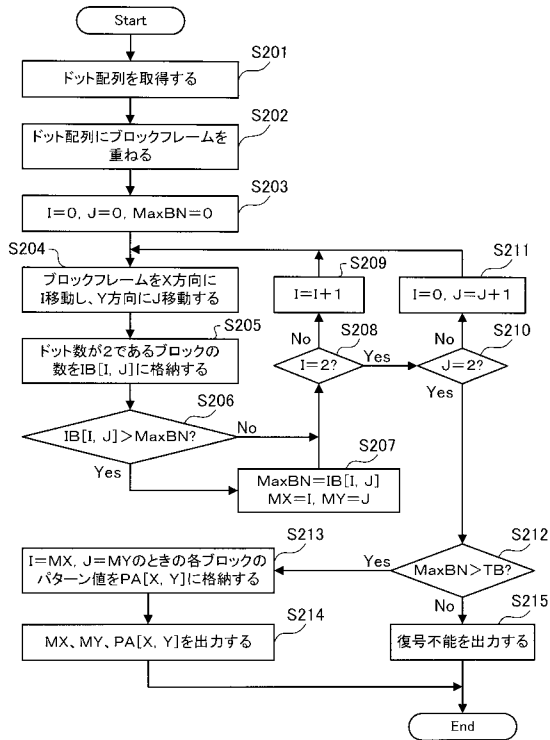 Start
S201
ドット配列を取得する
S202
ドット配列にブロックフレームを
重ねる
S203
I=0, J=0, MaxBN=0
S204
ブロックフレームをX方向に
I移動し、Y方向にJ移動する
S205
ドット数が2であるブロックの
数をIB[I, J]に格納する
S206
IB[I, J]>MaxBN?
No
Yes
S207
MaxBN=IB[I, J]
MX=I, MY=J
S208
I=2?
No
Yes
S209
I=I+1
S210
J=2?
No
Yes
S211
I=0, J=J+1
S212
MaxBN>TB?
Yes
No
S213
I=MX, J=MYのときの各ブロックの
パターン値をPA[X, Y]に格納する
S214
MX、MY、PA[X, Y]を出力する
S215
復号不能を出力する
End